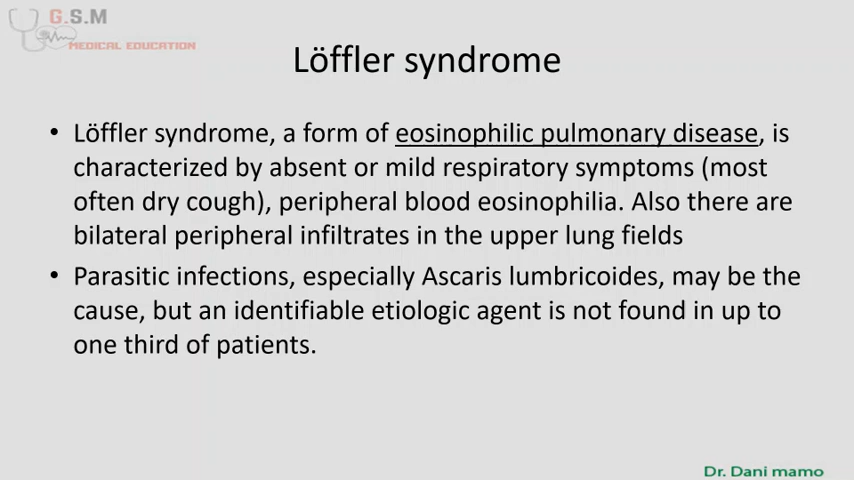 G.S.M
MEDICAL EDUCATION
Löffler syndrome
• Löffler syndrome, a form of eosinophilic pulmonary disease, is
characterized by absent or mild respiratory symptoms (most
often dry cough), peripheral blood eosinophilia. Also there are
bilateral peripheral infiltrates in the upper lung fields
• Parasitic infections, especially Ascaris lumbricoides, may be the
cause, but an identifiable etiologic agent is not found in up to
one third of patients.
Dr. Dani mamo